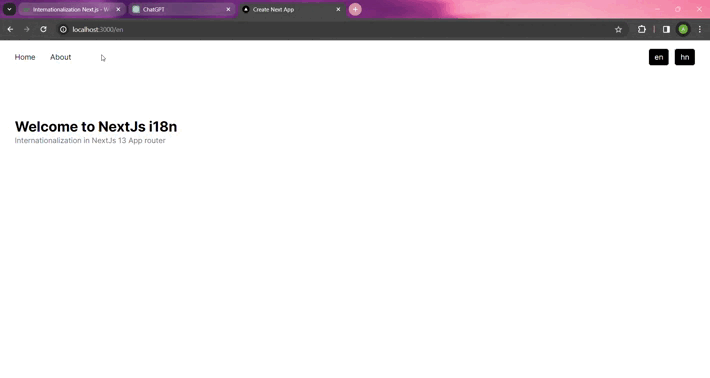 Internationalization Next.js - W
ChatGPT
Create Next App
localhost:3000/en
Home About
en hn
Welcome to NextJs i18n
Internationalization in NextJs 13 App router